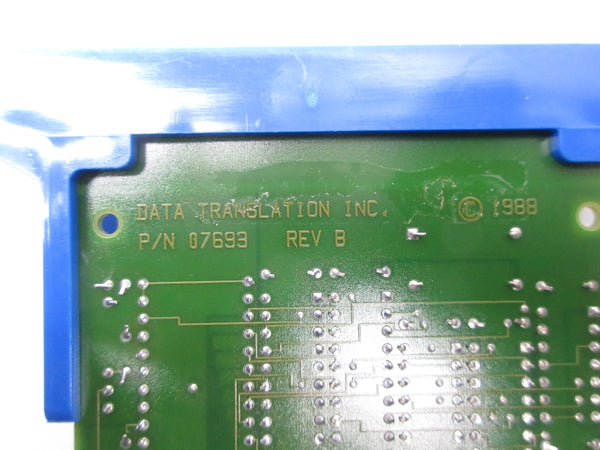 DATA TRANSLATION INC. © 1988
P/N 07693 REV B